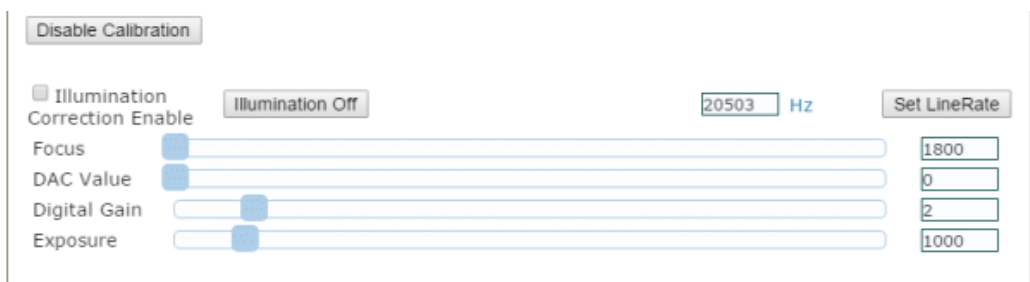 Disable Calibration
Illumination
Correction Enable
Illumination Off
20503 Hz
Set LineRate
Focus 1800
DAC Value 0
Digital Gain 2
Exposure 1000